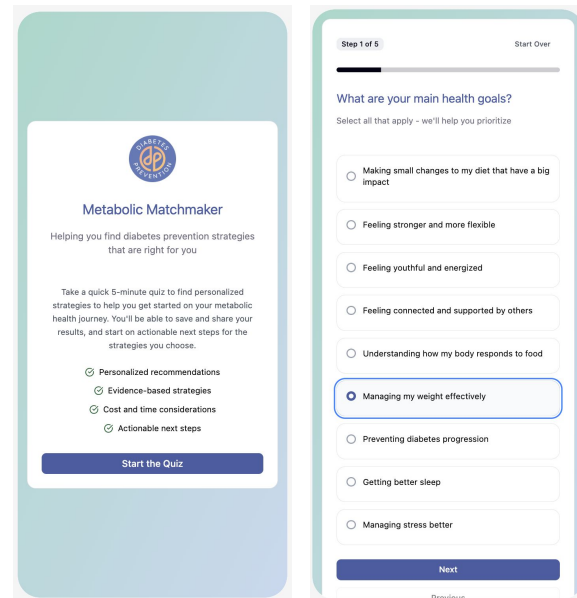 DIABETES
DP
PREVENTION
Metabolic Matchmaker
Helping you find diabetes prevention strategies
that are right for you
Take a quick 5-minute quiz to find personalized
strategies to help you get started on your metabolic
health journey. You'll be able to save and share your
results, and start on actionable next steps for the
strategies you choose.
Personalized recommendations
Evidence-based strategies
Cost and time considerations
Actionable next steps
Start the Quiz
Step 1 of 5
Start Over
What are your main health goals?
Select all that apply - we'll help you prioritize
Making small changes to my diet that have a big
impact
Feeling stronger and more flexible
Feeling youthful and energized
Feeling connected and supported by others
Understanding how my body responds to food
Managing my weight effectively
Preventing diabetes progression
Getting better sleep
Managing stress better
Next
Previous